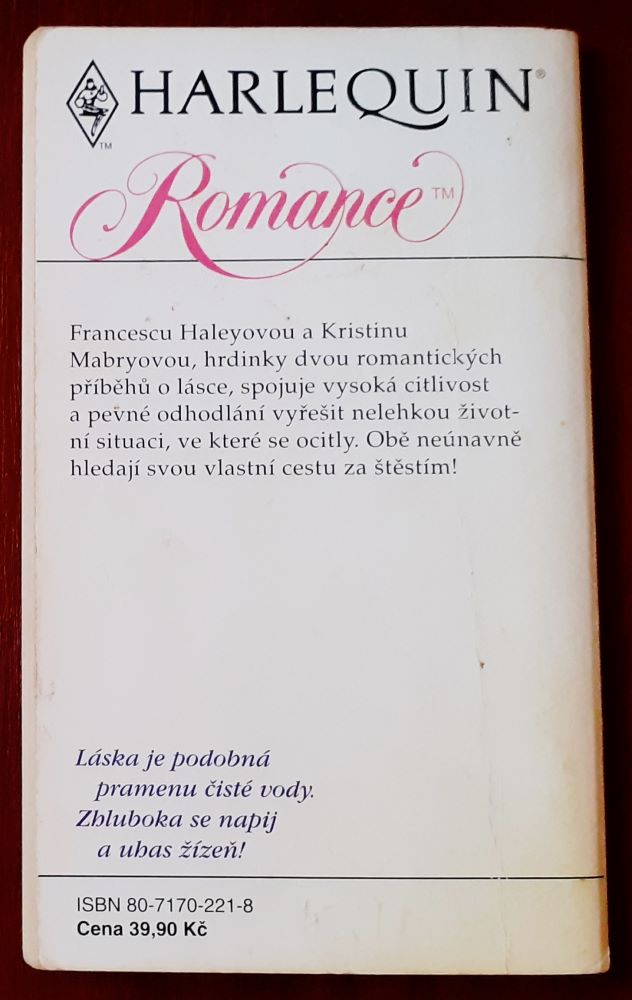 HARLEQUIN®
TM
Romance™
Francescu Haleyovou a Kristinu
Mabryovou, hrdinky dvou romantických
příběhů o lásce, spojuje vysoká citlivost
a pevné odhodlání vyřešit nelehkou život-
ní situaci, ve které se ocitly. Obě neúnavně
hledají svou vlastní cestu za štěstím!
Láska je podobná
pramenu čisté vody.
Zhluboka se napij
a uhas žízeň!
ISBN 80-7170-221-8
Cena 39,90 Kč